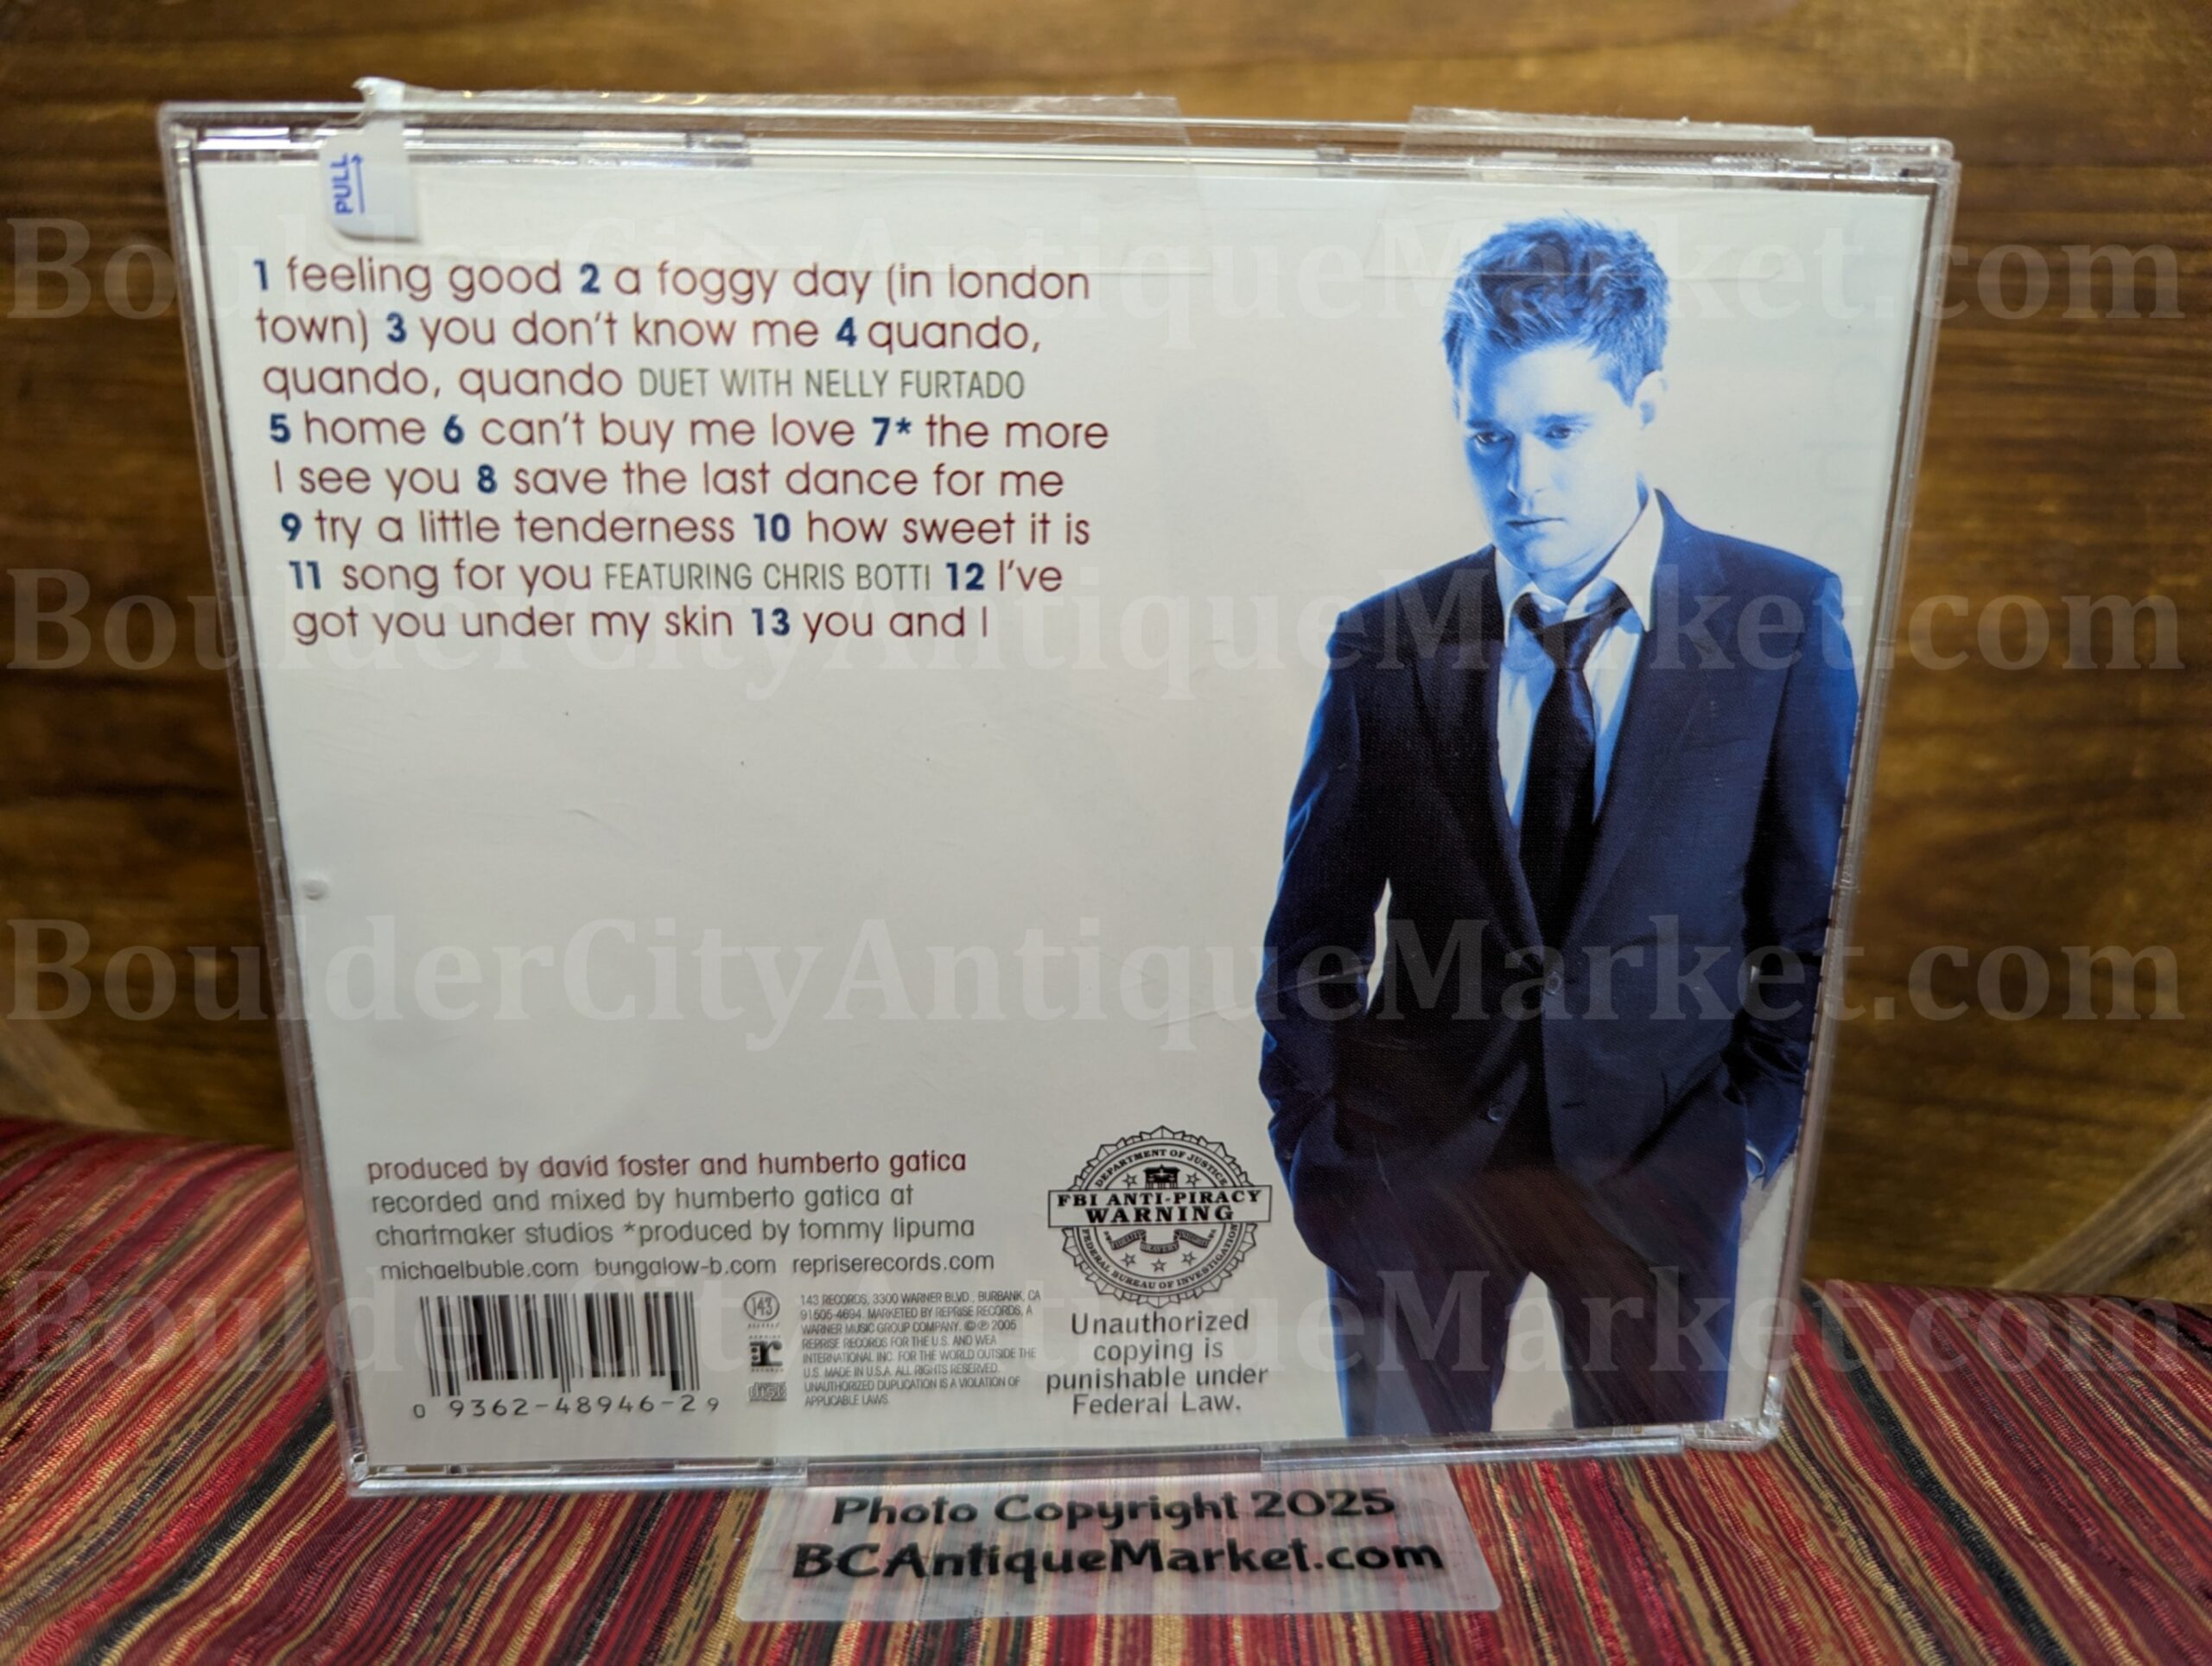 PULL
1 feeling good 2 a foggy day (in london
town) 3 you don't know me 4 quando,
quando, quando DUET WITH NELLY FURTADO
5 home 6 can't buy me love 7* the more
I see you 8 save the last dance for me
9 try a little tenderness 10 how sweet it is
11 song for you FEATURING CHRIS BOTTI 12 I've
got you under my skin 13 you and I
produced by david foster and humberto gatica
recorded and mixed by humberto gatica at
chartmaker studios *produced by tommy lipuma
michaelbuble.com bungalow-b.com repriserecords.com
0 9362-48946-2 9
143
r
143 RECORDS, 3300 WARNER BLVD., BURBANK, CA
91505-4694. MARKETED BY REPRISE RECORDS, A
WARNER MUSIC GROUP COMPANY. © ℗ 2005
REPRISE RECORDS FOR THE U.S. AND WEA
INTERNATIONAL INC. FOR THE WORLD OUTSIDE THE
U.S. MADE IN U.S.A. ALL RIGHTS RESERVED.
UNAUTHORIZED DUPLICATION IS A VIOLATION OF
APPLICABLE LAWS.
DEPARTMENT OF JUSTICE
FBI ANTI-PIRACY
WARNING
FEDERAL BUREAU OF INVESTIGATION
Unauthorized
copying is
punishable under
Federal Law.
Photo Copyright 2025
BCAntiqueMarket.com
BoulderCityAntiqueMarket.com
BoulderCityAntiqueMarket.com
BoulderCityAntiqueMarket.com
BoulderCityAntiqueMarket.com